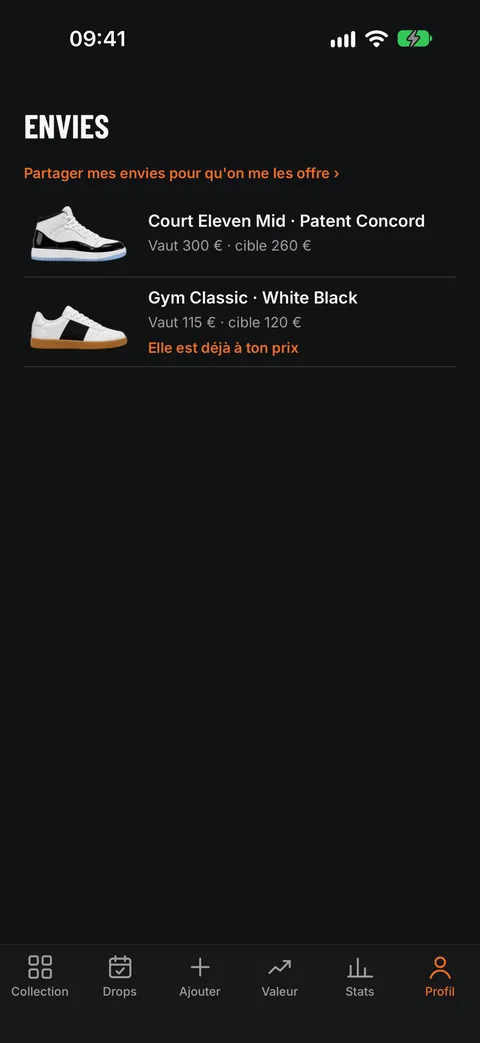 09:41
ENVIES
Partager mes envies pour qu'on me les offre ›
Court Eleven Mid · Patent Concord
Vaut 300 € · cible 260 €
Gym Classic · White Black
Vaut 115 € · cible 120 €
Elle est déjà à ton prix
Collection Drops Ajouter Valeur Stats Profil